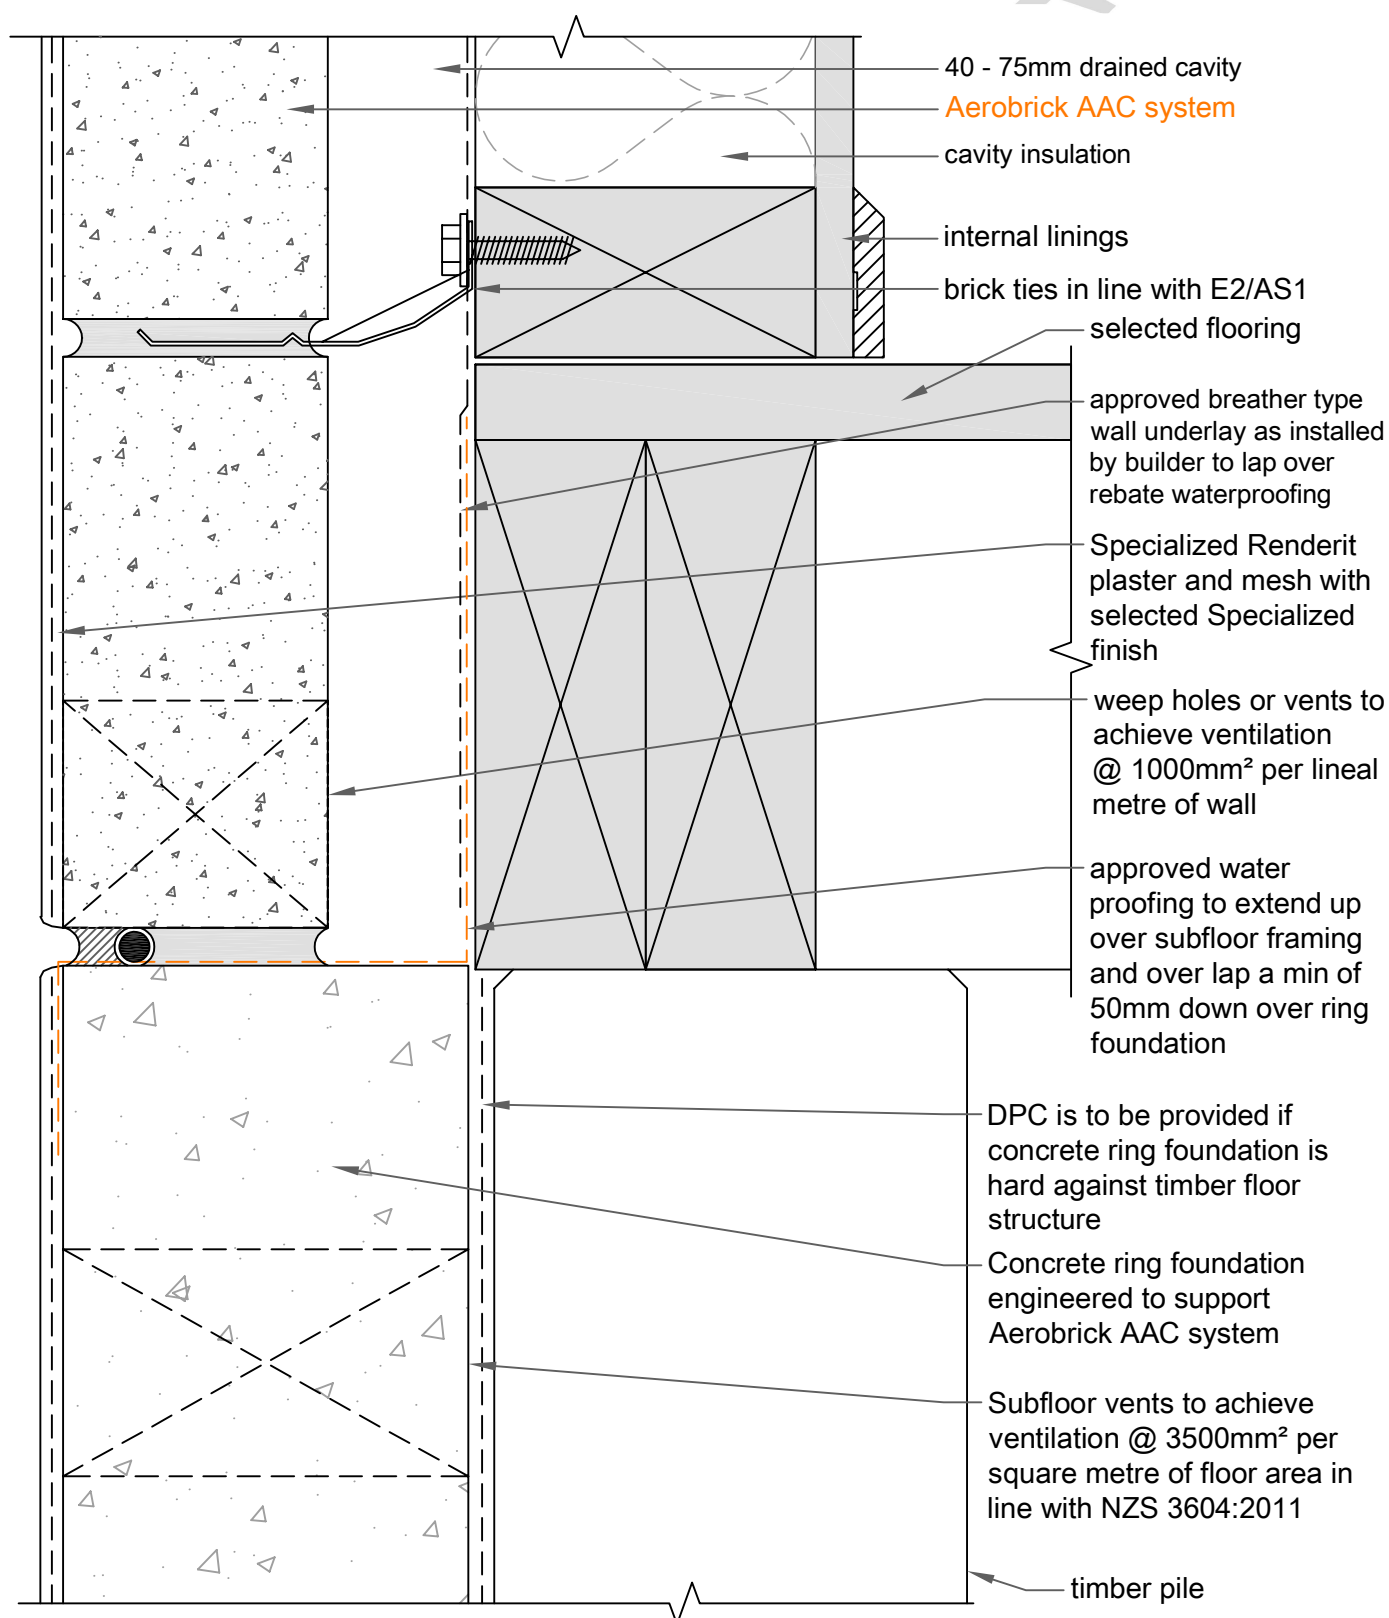 40 - 75mm drained cavity
Aerobrick AAC system
cavity insulation
internal linings
brick ties in line with E2/AS1
selected flooring
approved breather type
wall underlay as installed
by builder to lap over
rebate waterproofing
Specialized Renderit
plaster and mesh with
selected Specialized
finish
weep holes or vents to
achieve ventilation
@ 1000mm² per lineal
metre of wall
approved water
proofing to extend up
over subfloor framing
and over lap a min of
50mm down over ring
foundation
DPC is to be provided if
concrete ring foundation is
hard against timber floor
structure
Concrete ring foundation
engineered to support
Aerobrick AAC system
Subfloor vents to achieve
ventilation @ 3500mm² per
square metre of floor area in
line with NZS 3604:2011
timber pile